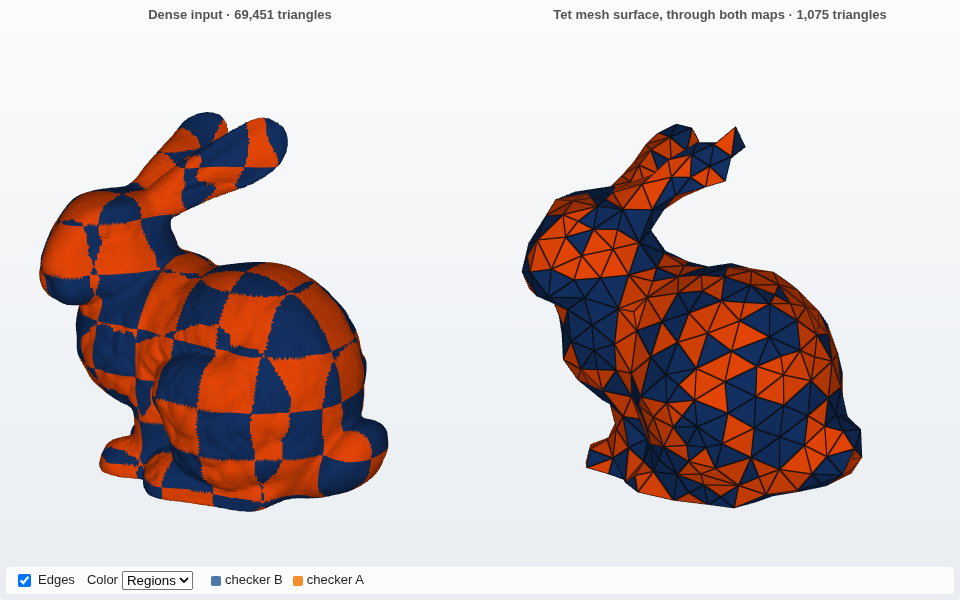 Dense input · 69,451 triangles
Tet mesh surface, through both maps · 1,075 triangles
Edges Color Regions checker B checker A